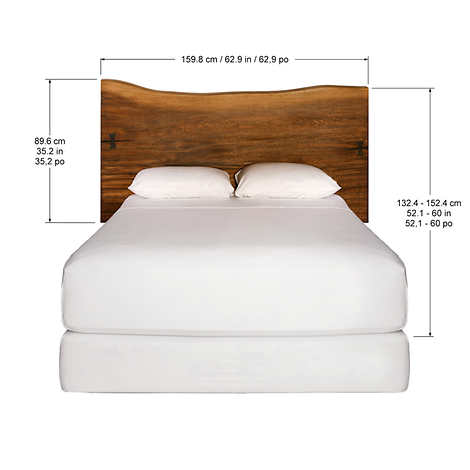 159.8 cm / 62.9 in / 62,9 po
89.6 cm
35.2 in
35,2 po
132.4 - 152.4 cm
52.1 - 60 in
52,1 - 60 po